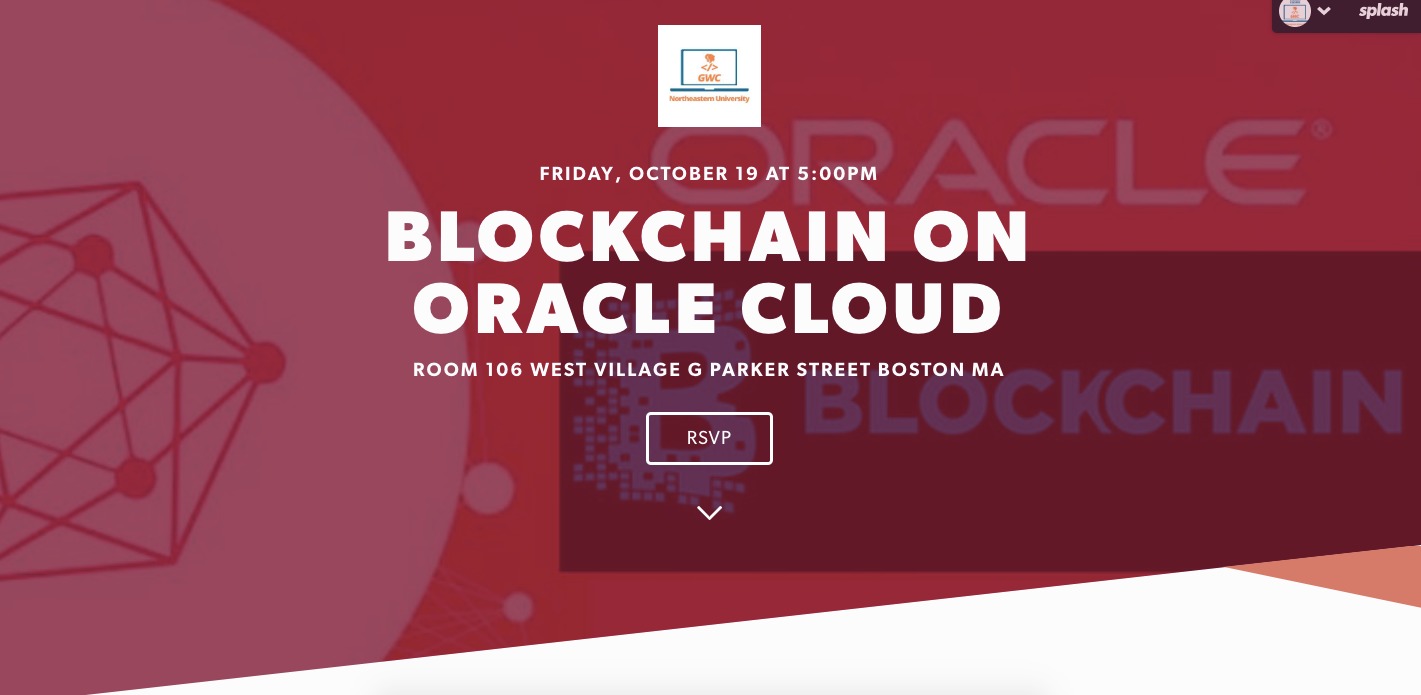 splash
</>
GWC
Northeastern University
ORACLE®
FRIDAY, OCTOBER 19 AT 5:00PM
BLOCKCHAIN ON
ORACLE CLOUD
ROOM 106 WEST VILLAGE G PARKER STREET BOSTON MA
B BLOCKCHAIN
RSVP